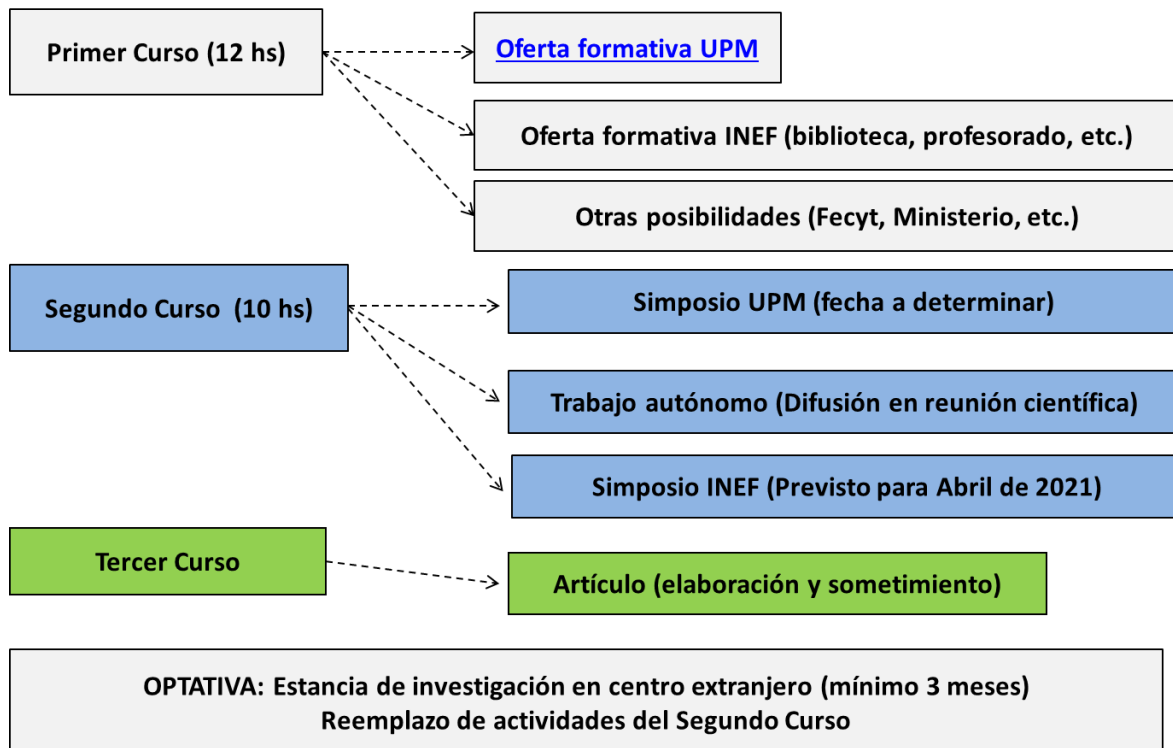 Primer Curso (12 hs)
Oferta formativa UPM
Oferta formativa INEF (biblioteca, profesorado, etc.)
Otras posibilidades (Fecyt, Ministerio, etc.)
Segundo Curso  (10 hs)
Simposio UPM (fecha a determinar)
Trabajo autónomo (Difusión en reunión científica)
Simposio INEF (Previsto para Abril de 2021)
Tercer Curso
Artículo (elaboración y sometimiento)
OPTATIVA: Estancia de investigación en centro extranjero (mínimo 3 meses)
Reemplazo de actividades del Segundo Curso